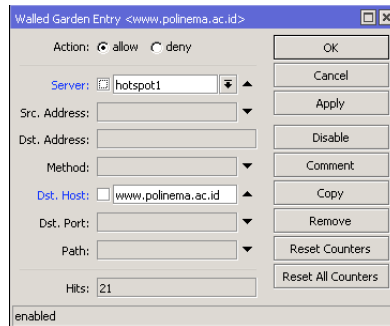 Walled Garden Entry <www.polinema.ac.id>
Action: allow deny
OK
Server: hotspot1
Cancel
Src. Address:
Apply
Dst. Address:
Disable
Method:
Comment
Dst. Host: www.polinema.ac.id
Copy
Dst. Port:
Remove
Path:
Reset Counters
Hits: 21
Reset All Counters
enabled